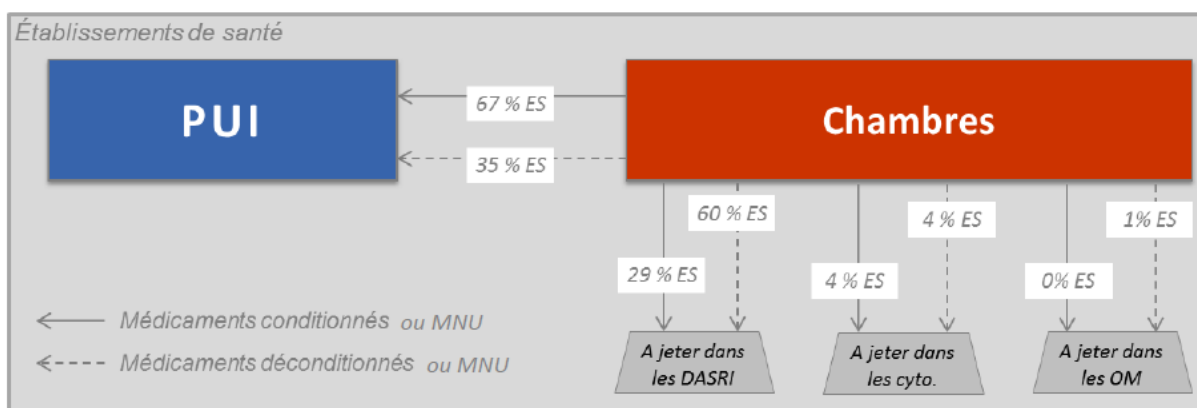 Établissements de santé
PUI
67 % ES
35 % ES
Chambres
60 % ES
4 % ES
1% ES
29 % ES
4 % ES
0% ES
Médicaments conditionnés ou MNU
Médicaments déconditionnés ou MNU
A jeter dans
les DASRI
A jeter dans
les cyto.
A jeter dans
les OM